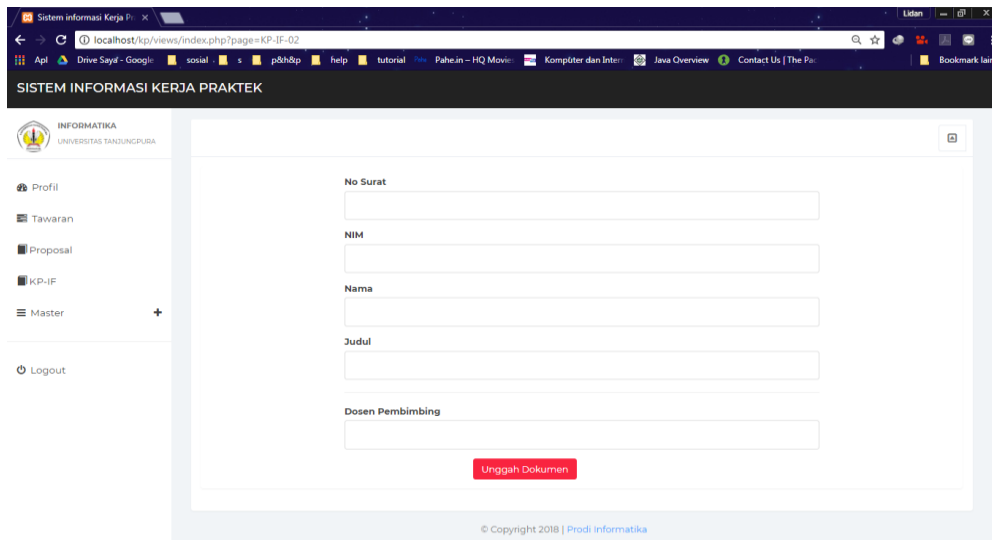 Sistem informasi Kerja Pr
Lidan
localhost/kp/views/index.php?page=KP-IF-02
Apl Drive Saya - Google sosial s p&h&p help tutorial Pahe.in – HQ Movie Komputer dan Inter Java Overview Contact Us | The Pac Bookmark lain
SISTEM INFORMASI KERJA PRAKTEK
INFORMATIKA
UNIVERSITAS TANJUNGPURA
Profil
Tawaran
Proposal
KP-IF
Master
Logout
No Surat
NIM
Nama
Judul
Dosen Pembimbing
Unggah Dokumen
© Copyright 2018 | Prodi Informatika